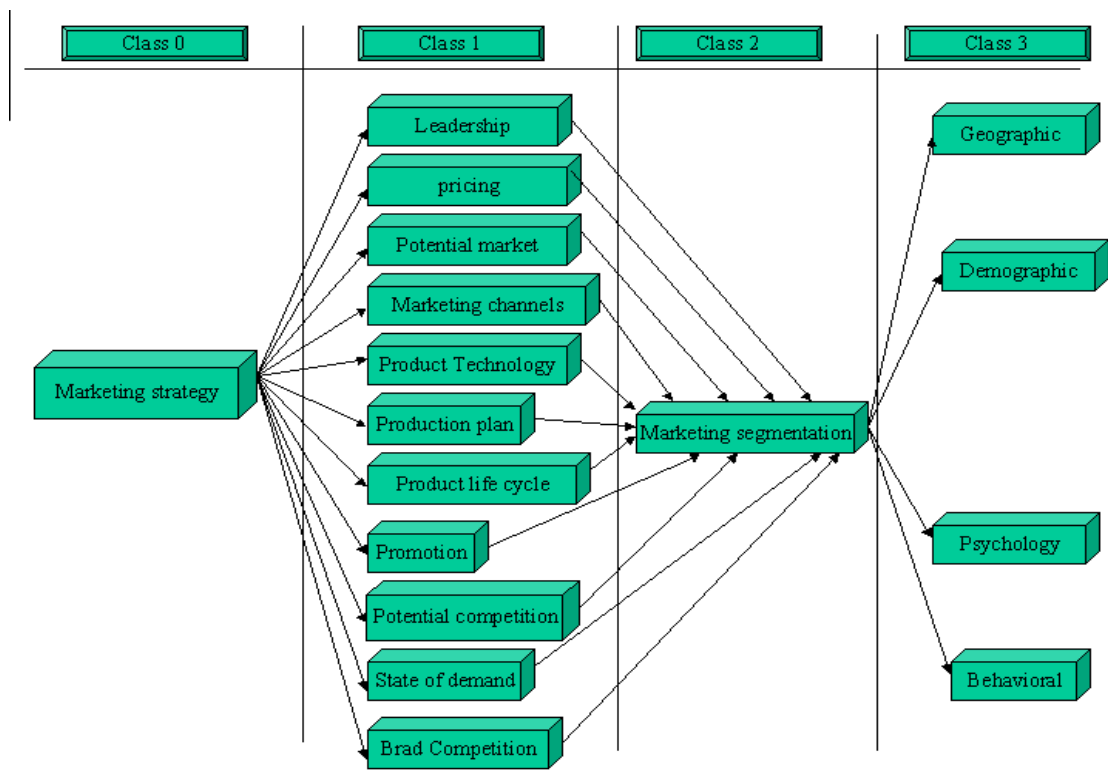 Class 0
Class 1
Class 2
Class 3
Leadership
pricing
Potential market
Marketing channels
Product Technology
Production plan
Product life cycle
Promotion
Potential competition
State of demand
Brad Competition
Marketing strategy
Marketing segmentation
Geographic
Demographic
Psychology
Behavioral